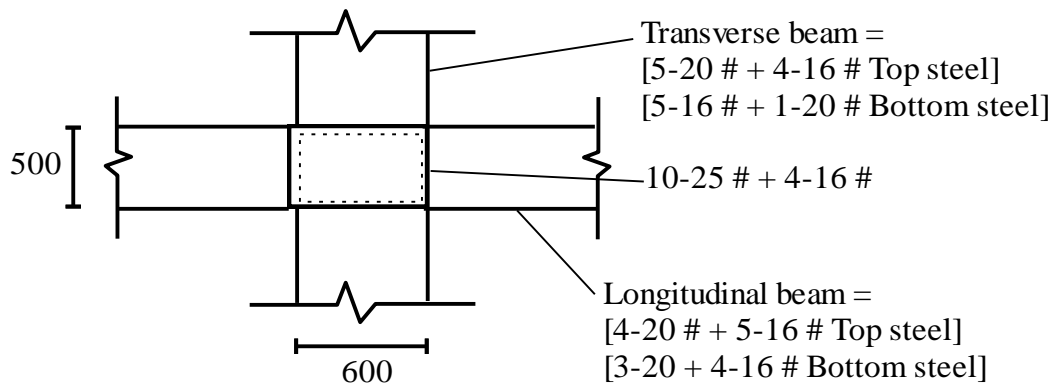 Transverse beam =
[5-20 # + 4-16 # Top steel]
[5-16 # + 1-20 # Bottom steel]
500
10-25 # + 4-16 #
Longitudinal beam =
[4-20 # + 5-16 # Top steel]
[3-20 + 4-16 # Bottom steel]
600